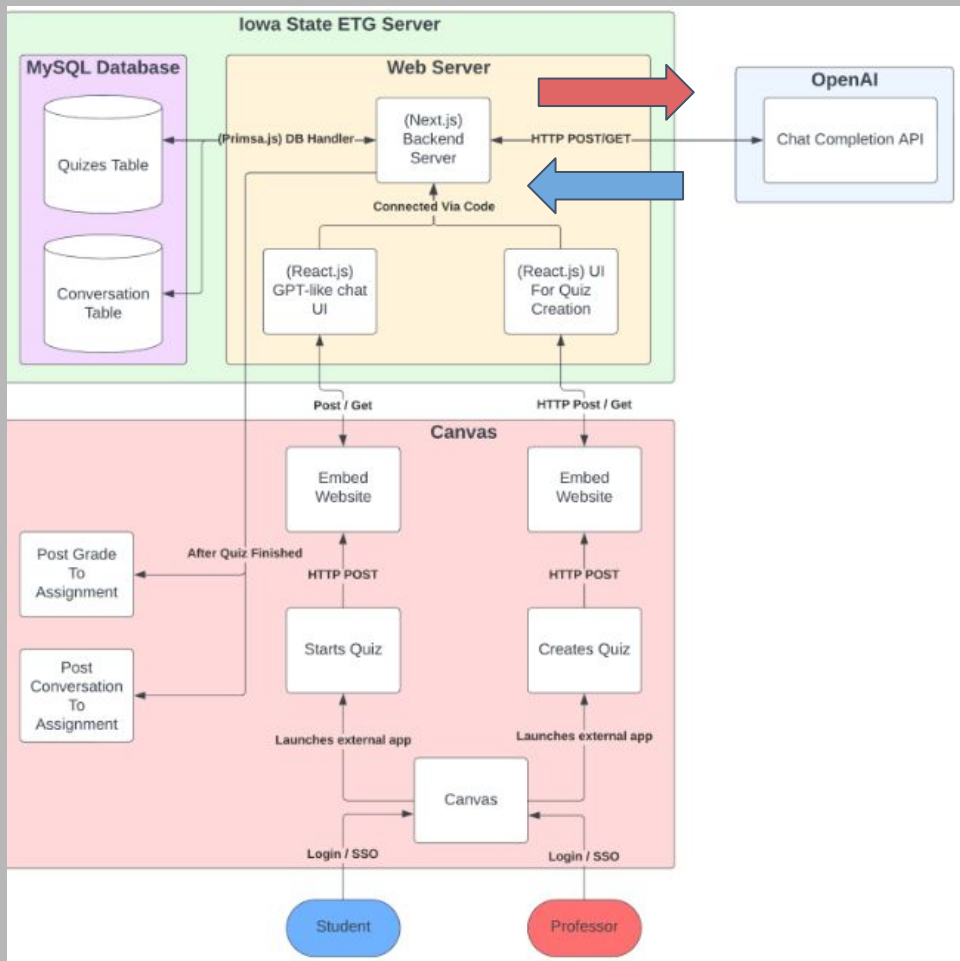 Iowa State ETG Server
MySQL Database
Web Server
OpenAI
Quizes Table
(Primsa.js) DB Handler
(Next.js)
Backend
Server
HTTP POST/GET
Chat Completion API
Connected Via Code
Conversation
Table
(React.js)
GPT-like chat
UI
(React.js) UI
For Quiz
Creation
Post / Get
HTTP Post / Get
Canvas
Embed
Website
Embed
Website
Post Grade
To
Assignment
After Quiz Finished
HTTP POST
HTTP POST
Post
Conversation
To
Assignment
Starts Quiz
Creates Quiz
Launches external app
Launches external app
Canvas
Login / SSO
Login / SSO
Student
Professor